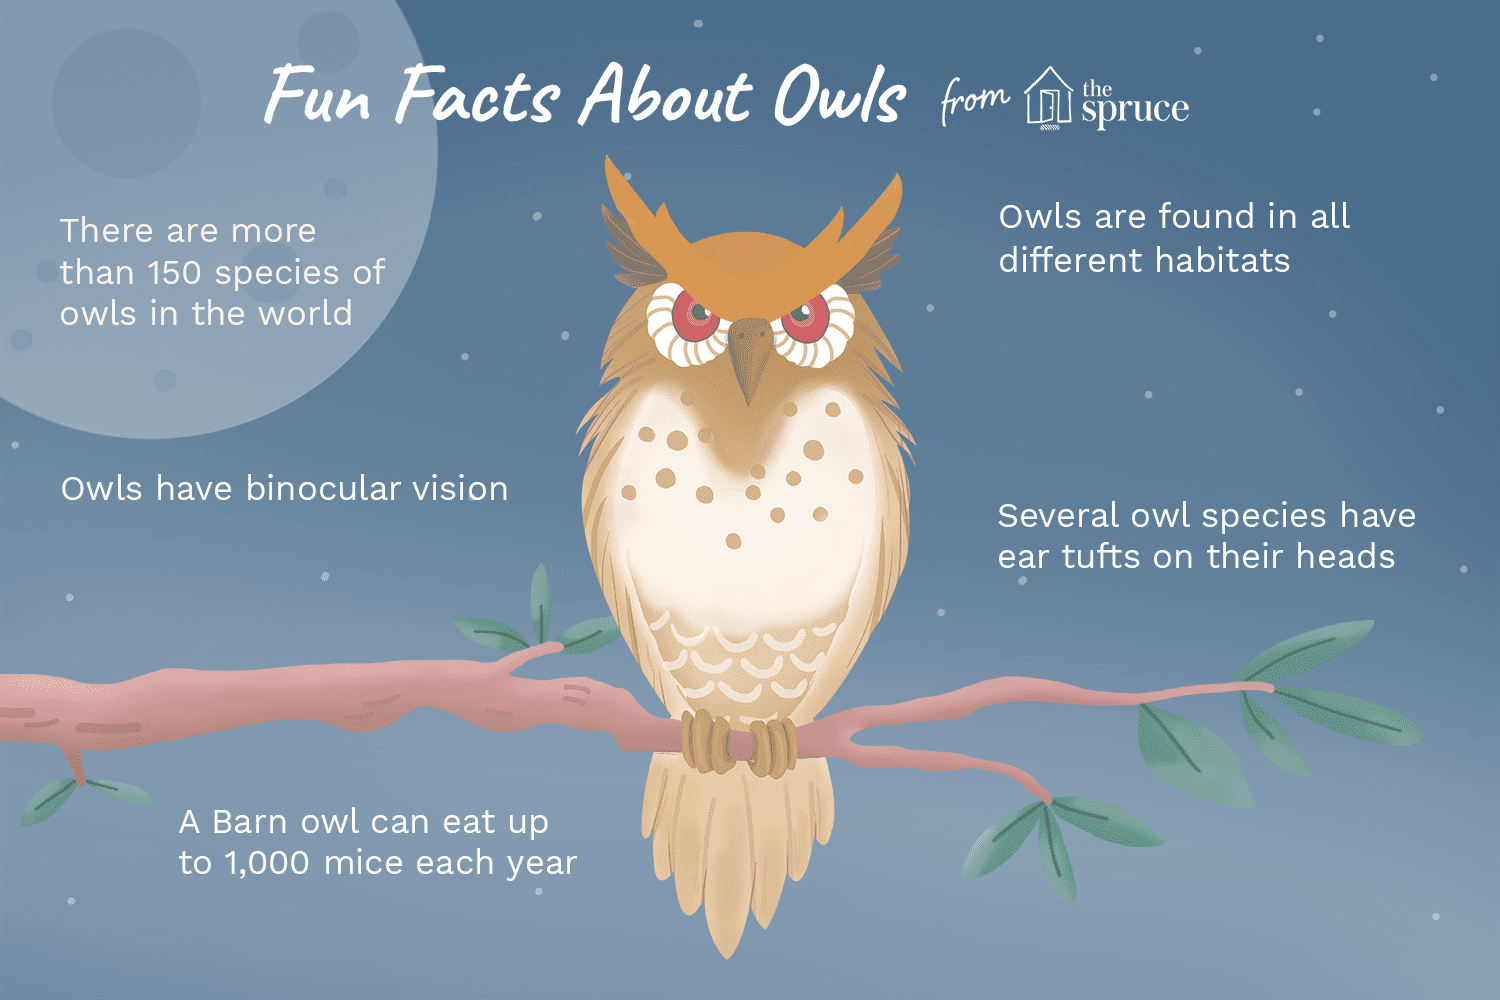 Fun Facts About Owls from the spruce
There are more
than 150 species of
owls in the world
Owls are found in all
different habitats
Owls have binocular vision
Several owl species have
ear tufts on their heads
A Barn owl can eat up
to 1,000 mice each year